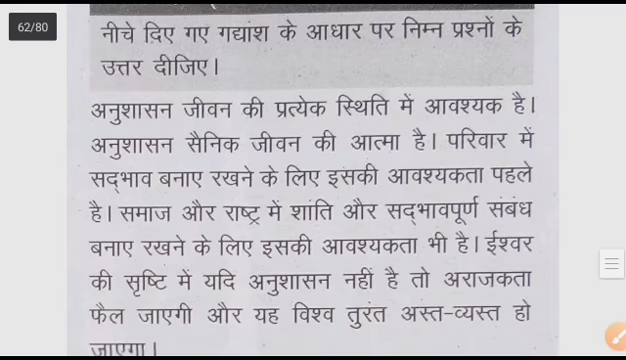 62/80
नीचे दिए गए गद्यांश के आधार पर निम्न प्रश्नों के
उत्तर दीजिए।
अनुशासन जीवन की प्रत्येक स्थिति में आवश्यक है।
अनुशासन सैनिक जीवन की आत्मा है। परिवार में
सद्‌भाव बनाए रखने के लिए इसकी आवश्यकता पहले
है। समाज और राष्ट्र में शांति और सद्‌भावपूर्ण संबंध
बनाए रखने के लिए इसकी आवश्यकता भी है। ईश्वर
की सृष्टि में यदि अनुशासन नहीं है तो अराजकता
फैल जाएगी और यह विश्व तुरंत अस्त-व्यस्त हो
जाएगा।